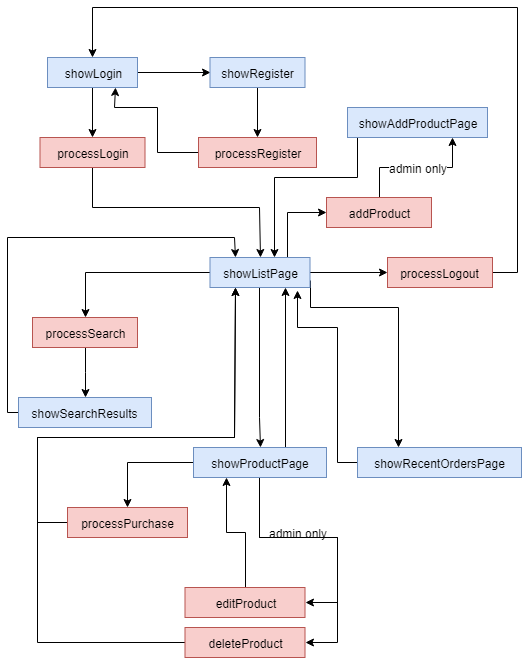 showLogin
showRegister
showAddProductPage
processLogin
processRegister
admin only
addProduct
showListPage
processLogout
processSearch
showSearchResults
showProductPage
showRecentOrdersPage
processPurchase
admin only
editProduct
deleteProduct